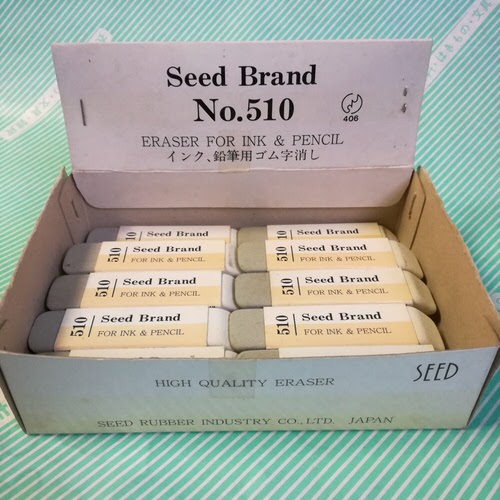 Seed Brand
No.510
406
ERASER FOR INK & PENCIL
インク、鉛筆用ゴム字消し
10 Seed Brand
10 Seed Brand
510 Seed Brand
FOR INK & PENCIL
510 Seed Brand
FOR INK & PENCIL
510 Seed Brand
FOR INK & PENCIL
510 Seed Brand
FOR INK & PENCIL
510 Seed Brand
FOR INK & PENCIL
510 Seed Brand
FOR INK & PENCIL
HIGH QUALITY ERASER
SEED
SEED RUBBER INDUSTRY CO., LTD. JAPAN